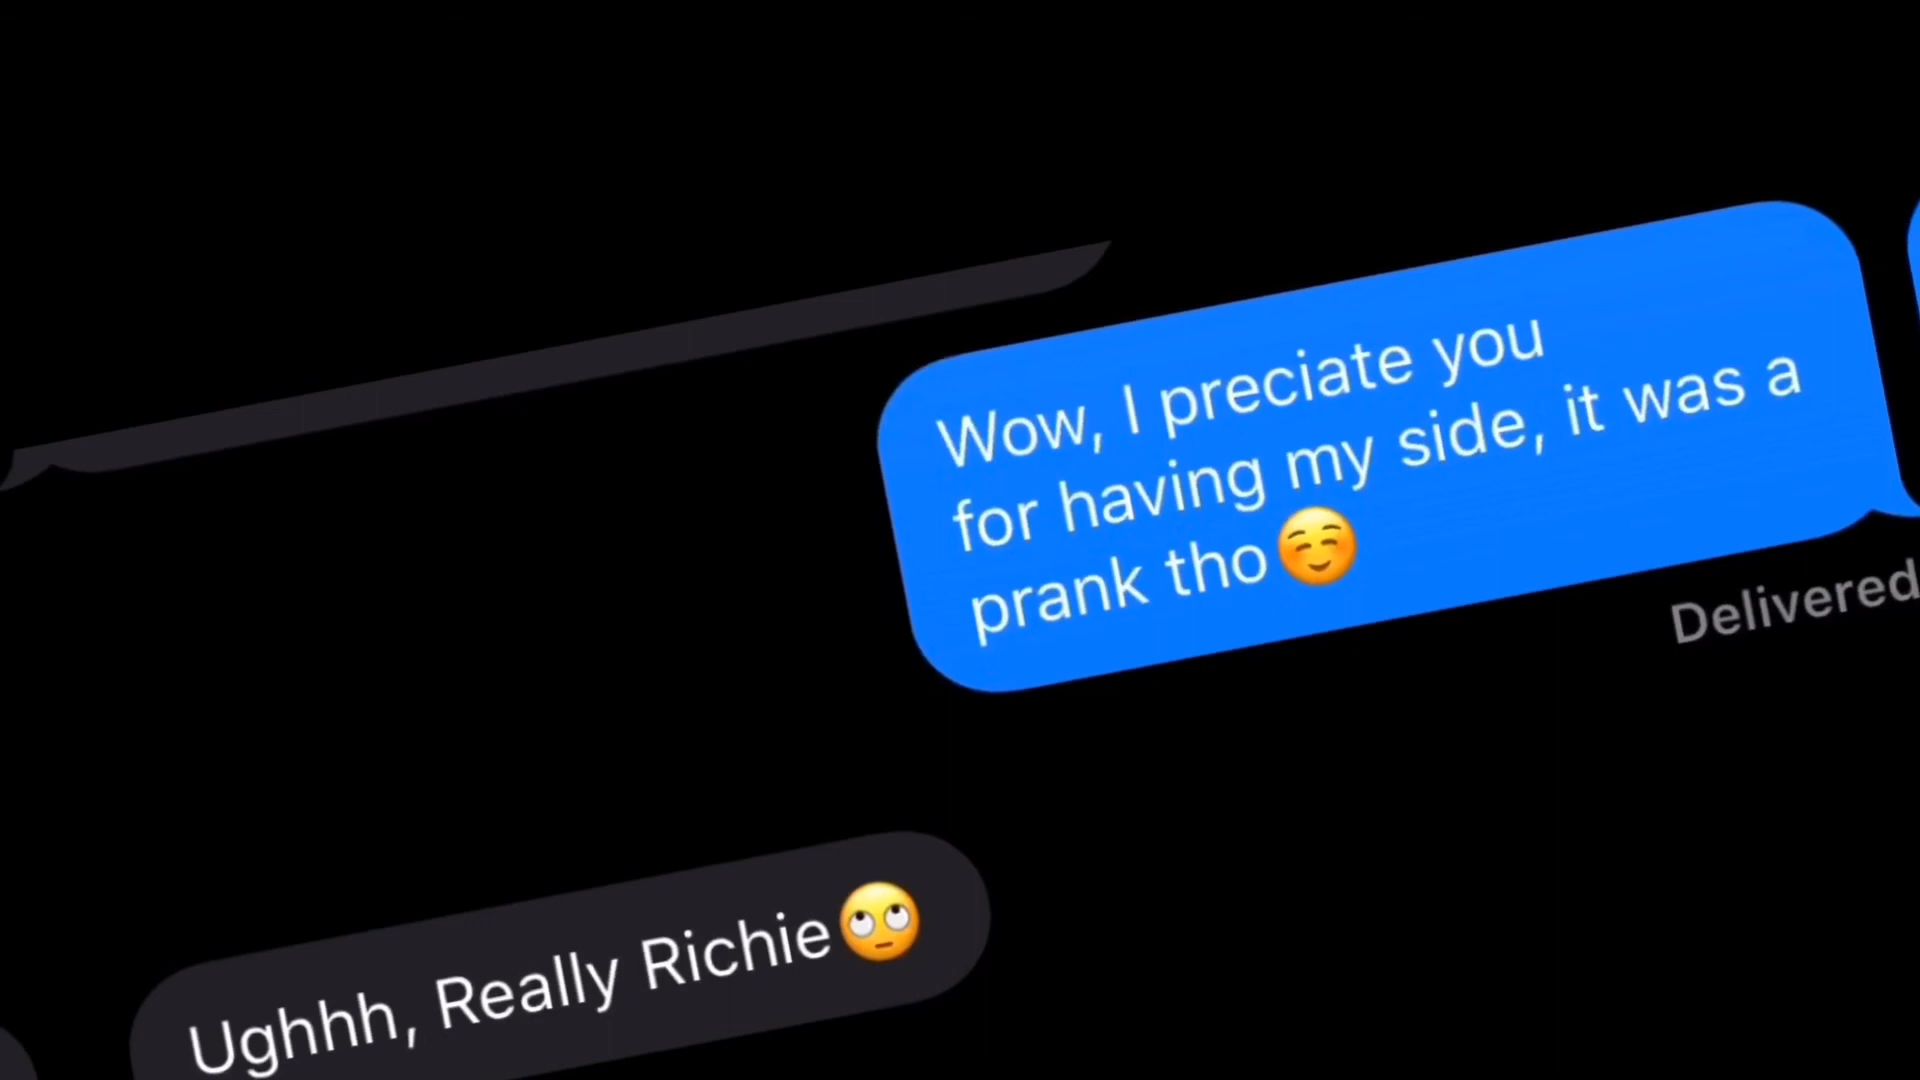 Wow, I preciate you
for having my side, it was a
prank tho☺️
Delivered
Ughhh, Really Richie🙄